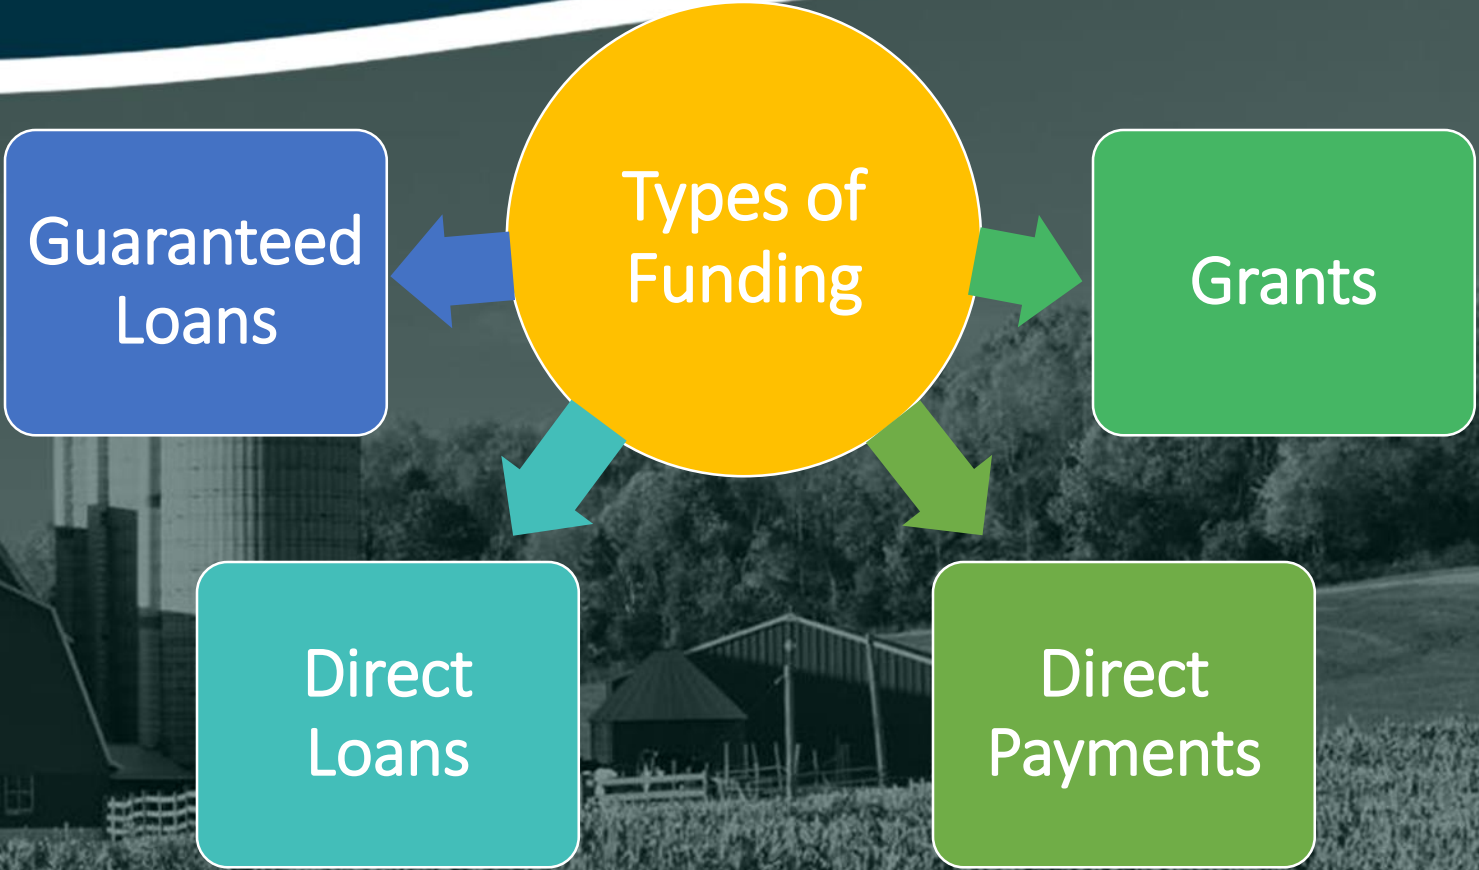 Types of
Funding
Guaranteed
Loans
Grants
Direct
Loans
Direct
Payments